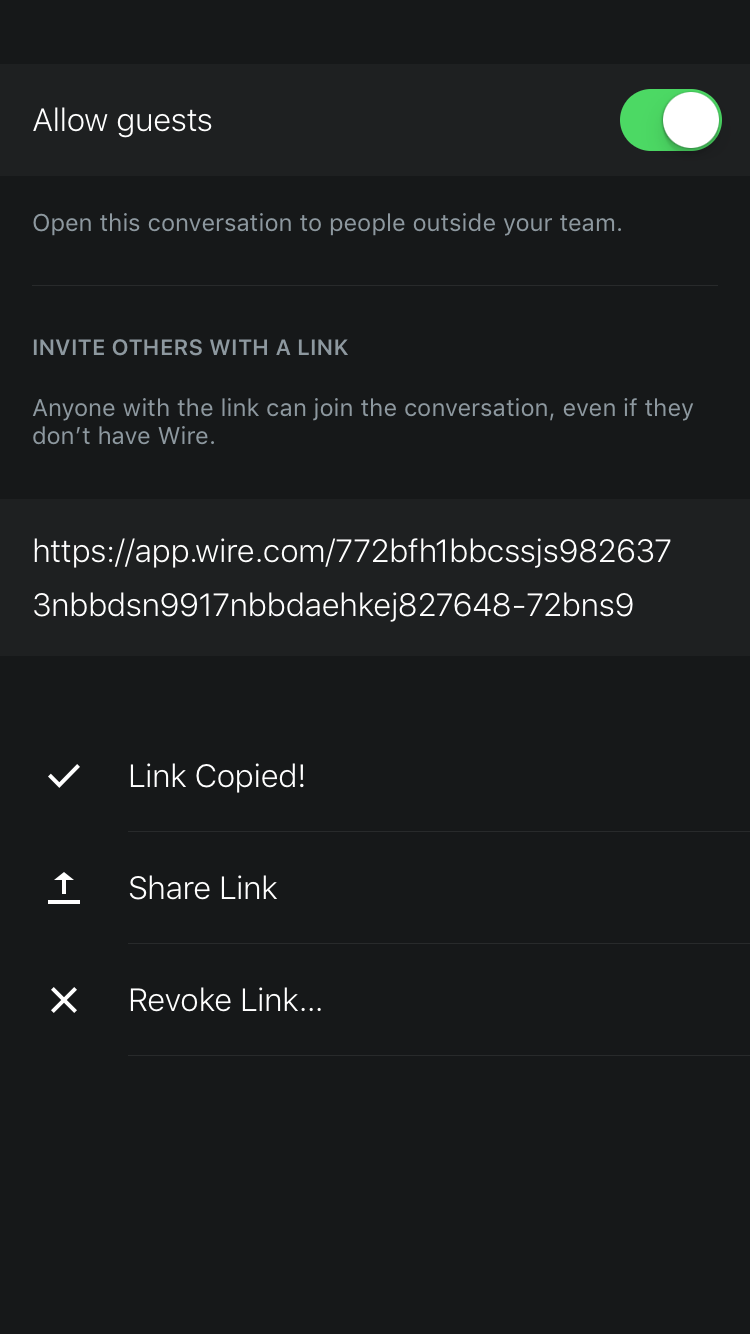 Allow guests
Open this conversation to people outside your team.
INVITE OTHERS WITH A LINK
Anyone with the link can join the conversation, even if they
don’t have Wire.
https://app.wire.com/772bfh1bbcssjs982637
3nbbdsn9917nbbdaehkej827648-72bns9
Link Copied!
Share Link
Revoke Link...